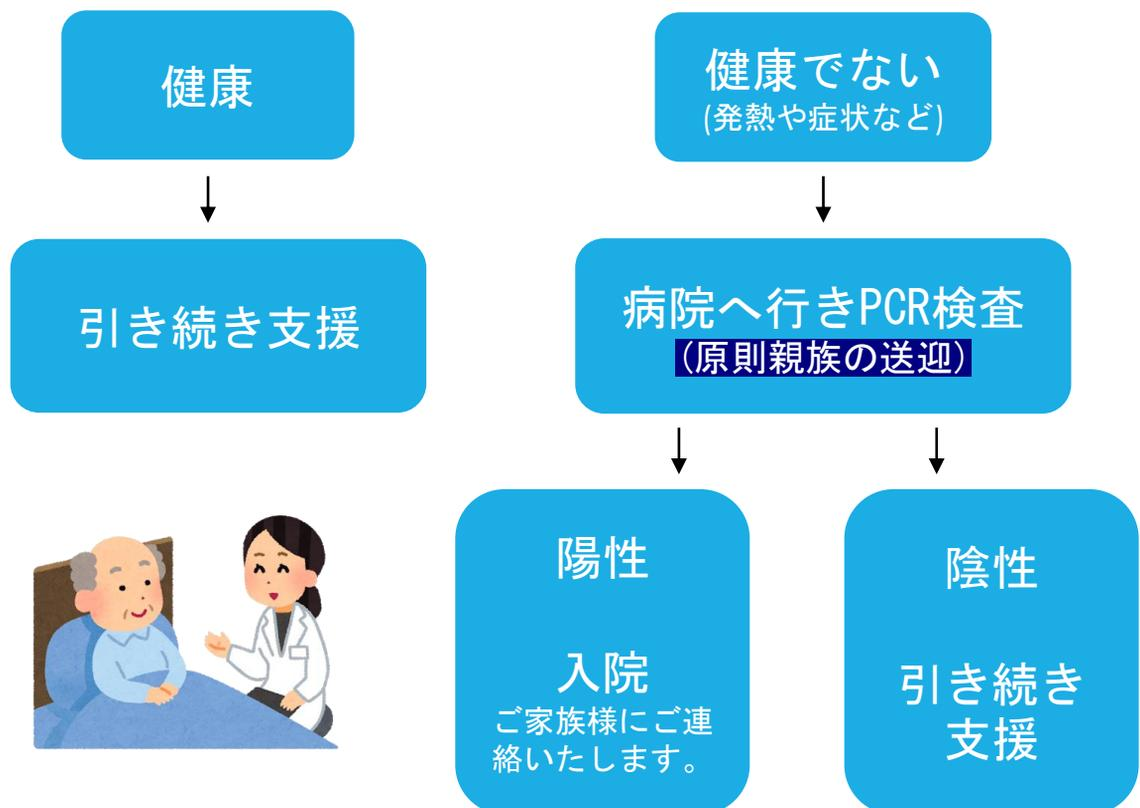 健康
健康でない
(発熱や症状など)
引き続き支援
病院へ行きPCR検査
(原則親族の送迎)
陽性
入院
ご家族様にご連
絡いたします。
陰性
引き続き
支援